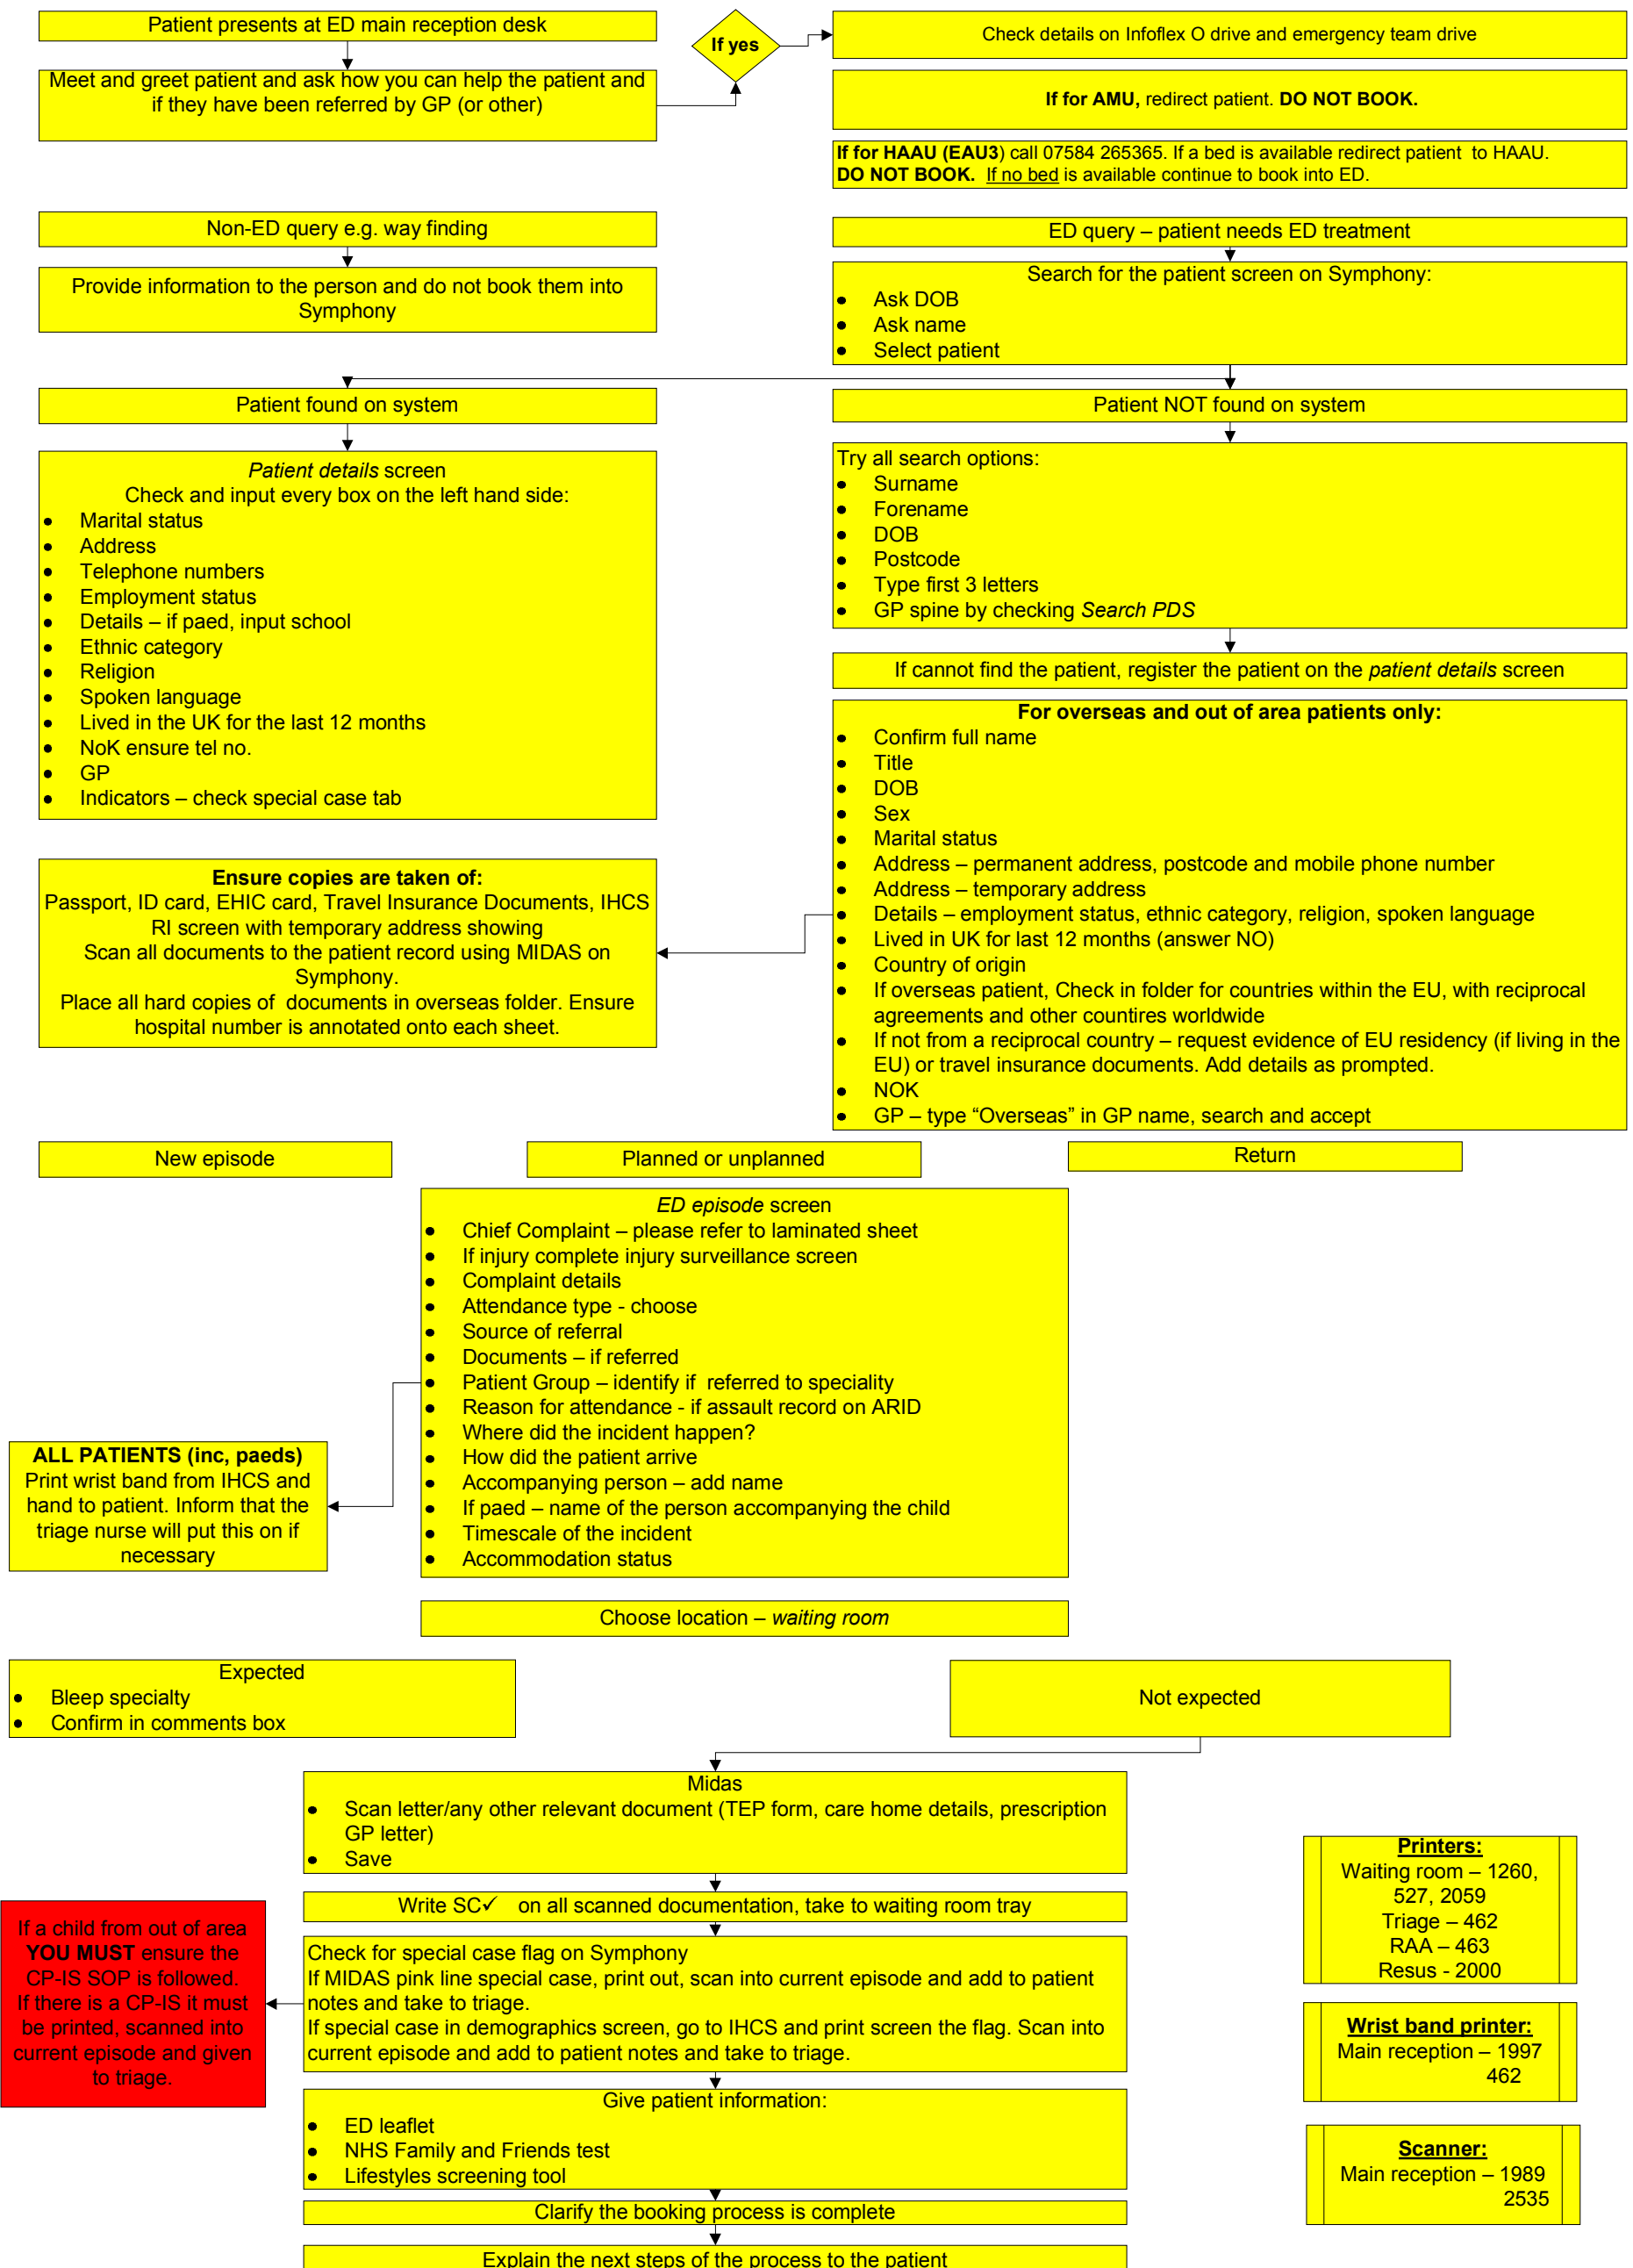 Patient presents at ED main reception desk
If yes
Check details on Infoflex O drive and emergency team drive
Meet and greet patient and ask how you can help the patient and
if they have been referred by GP (or other)
If for AMU, redirect patient. DO NOT BOOK.
If for HAAU (EAU3) call 07584 265365. If a bed is available redirect patient to HAAU.
DO NOT BOOK. If no bed is available continue to book into ED.
Non-ED query e.g. way finding
Provide information to the person and do not book them into
Symphony
ED query – patient needs ED treatment
Search for the patient screen on Symphony:
• Ask DOB
• Ask name
• Select patient
Patient found on system
Patient details screen
Check and input every box on the left hand side:
• Marital status
• Address
• Telephone numbers
• Employment status
• Details – if paed, input school
• Ethnic category
• Religion
• Spoken language
• Lived in the UK for the last 12 months
• NoK ensure tel no.
• GP
• Indicators – check special case tab
Patient NOT found on system
Try all search options:
• Surname
• Forename
• DOB
• Postcode
• Type first 3 letters
• GP spine by checking Search PDS
If cannot find the patient, register the patient on the patient details screen
For overseas and out of area patients only:
• Confirm full name
• Title
• DOB
• Sex
• Marital status
• Address – permanent address, postcode and mobile phone number
• Address – temporary address
• Details – employment status, ethnic category, religion, spoken language
• Lived in UK for last 12 months (answer NO)
• Country of origin
• If overseas patient, Check in folder for countries within the EU, with reciprocal
agreements and other countires worldwide
• If not from a reciprocal country – request evidence of EU residency (if living in the
EU) or travel insurance documents. Add details as prompted.
• NOK
• GP – type “Overseas” in GP name, search and accept
Ensure copies are taken of:
Passport, ID card, EHIC card, Travel Insurance Documents, IHCS
RI screen with temporary address showing
Scan all documents to the patient record using MIDAS on
Symphony.
Place all hard copies of documents in overseas folder. Ensure
hospital number is annotated onto each sheet.
New episode
Planned or unplanned
Return
ED episode screen
• Chief Complaint – please refer to laminated sheet
• If injury complete injury surveillance screen
• Complaint details
• Attendance type - choose
• Source of referral
• Documents – if referred
• Patient Group – identify if referred to speciality
• Reason for attendance - if assault record on ARID
• Where did the incident happen?
• How did the patient arrive
• Accompanying person – add name
• If paed – name of the person accompanying the child
• Timescale of the incident
• Accommodation status
ALL PATIENTS (inc, paeds)
Print wrist band from IHCS and
hand to patient. Inform that the
triage nurse will put this on if
necessary
Choose location – waiting room
Expected
• Bleep specialty
• Confirm in comments box
Not expected
Midas
• Scan letter/any other relevant document (TEP form, care home details, prescription
GP letter)
• Save
Write SC✓ on all scanned documentation, take to waiting room tray
Check for special case flag on Symphony
If MIDAS pink line special case, print out, scan into current episode and add to patient
notes and take to triage.
If special case in demographics screen, go to IHCS and print screen the flag. Scan into
current episode and add to patient notes and take to triage.
If a child from out of area
YOU MUST ensure the
CP-IS SOP is followed.
If there is a CP-IS it must
be printed, scanned into
current episode and given
to triage.
Give patient information:
• ED leaflet
• NHS Family and Friends test
• Lifestyles screening tool
Clarify the booking process is complete
Explain the next steps of the process to the patient
Printers:
Waiting room – 1260,
527, 2059
Triage – 462
RAA – 463
Resus - 2000
Wrist band printer:
Main reception – 1997
462
Scanner:
Main reception – 1989
2535